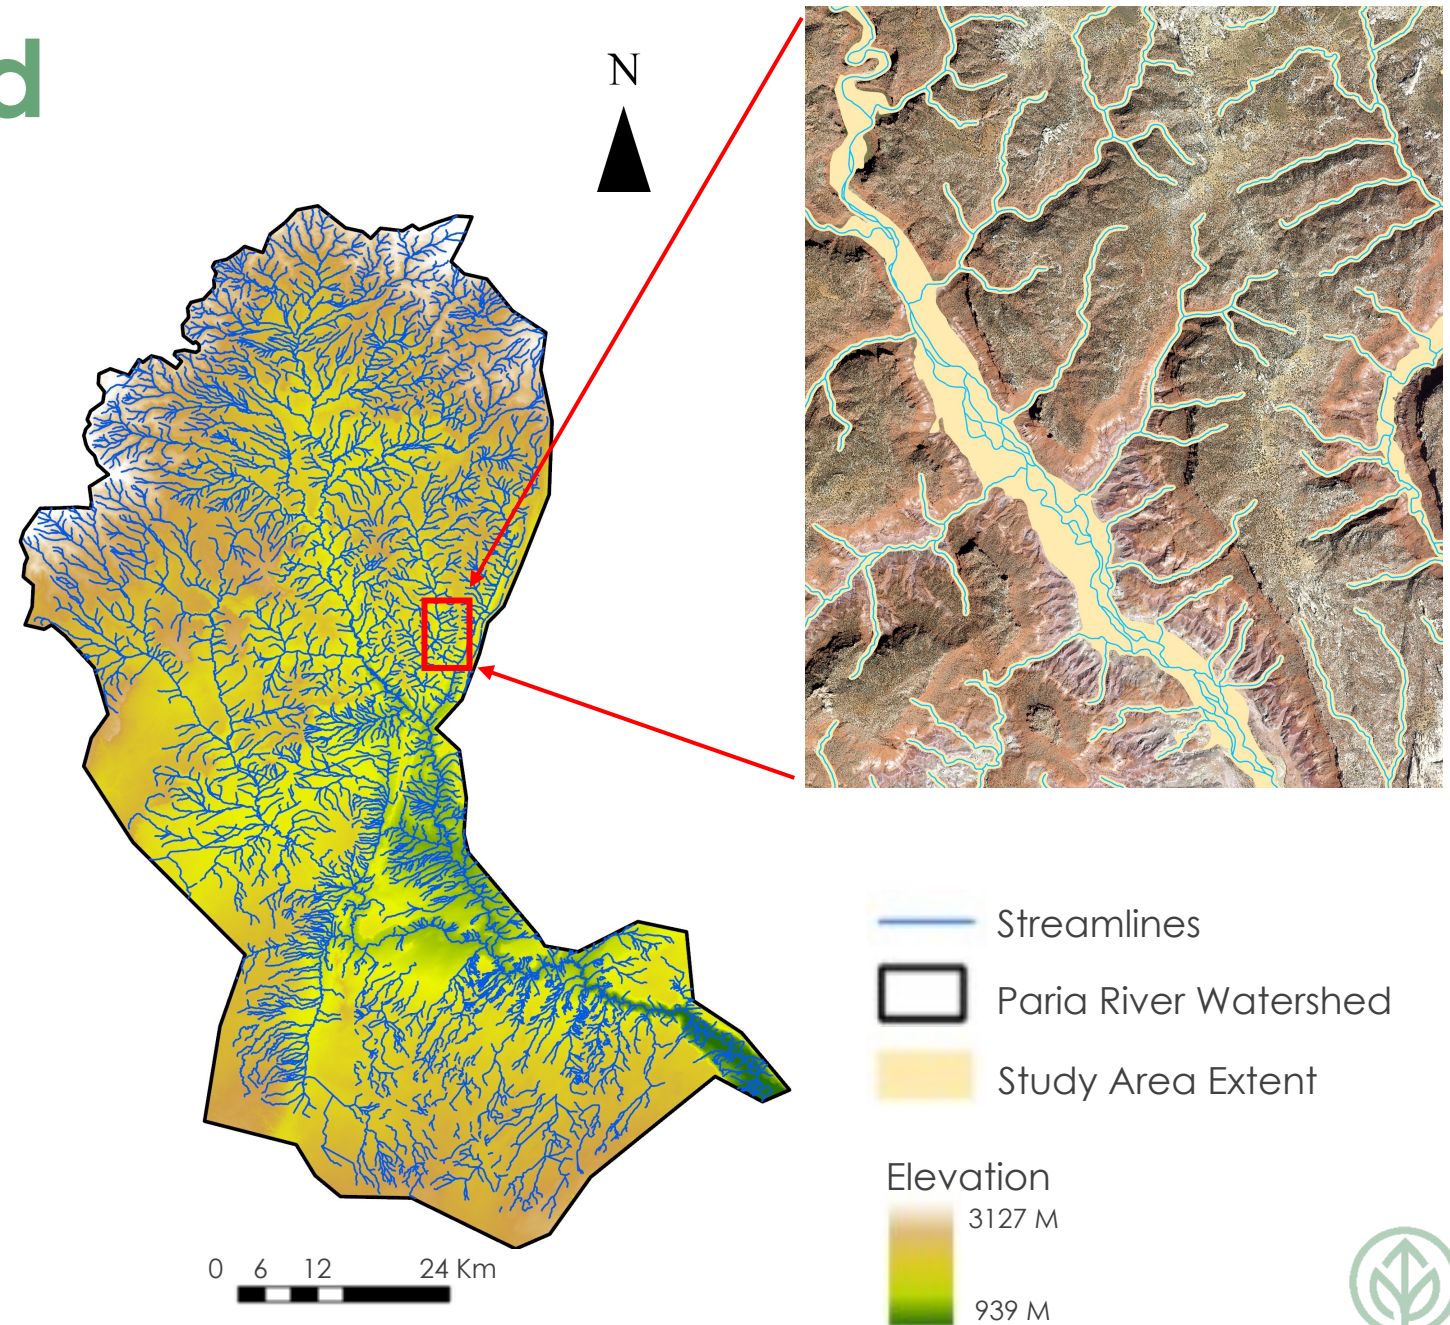 d
N
Streamlines
Paria River Watershed
Study Area Extent
Elevation
3127 M
939 M
0 6 12 24 Km